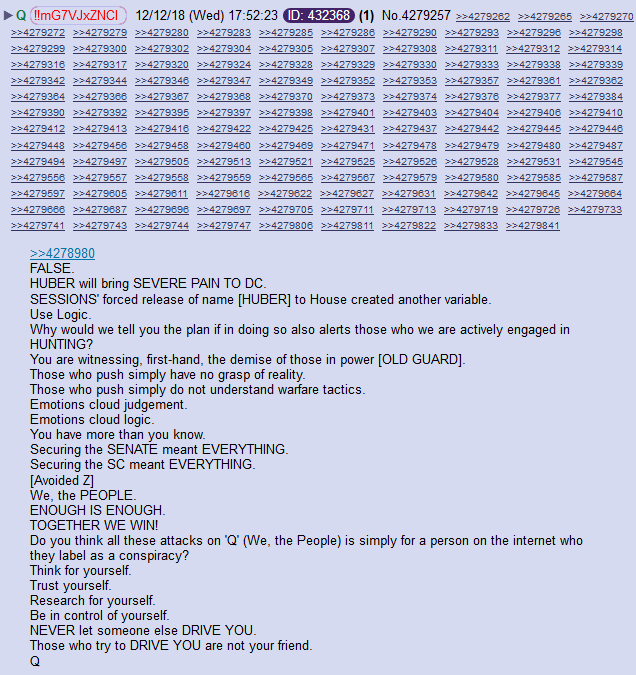 ▶ Q !!mG7VJxZNCI 12/12/18 (Wed) 17:52:23 ID: 432368 (1) No.4279257 >>4279262 >>4279265 >>4279270
>>4279272 >>4279279 >>4279280 >>4279283 >>4279285 >>4279286 >>4279290 >>4279293 >>4279296 >>4279298
>>4279299 >>4279300 >>4279302 >>4279304 >>4279305 >>4279307 >>4279308 >>4279311 >>4279312 >>4279314
>>4279316 >>4279317 >>4279320 >>4279324 >>4279328 >>4279329 >>4279330 >>4279333 >>4279338 >>4279339
>>4279342 >>4279344 >>4279346 >>4279347 >>4279349 >>4279352 >>4279353 >>4279357 >>4279361 >>4279362
>>4279364 >>4279366 >>4279367 >>4279368 >>4279370 >>4279373 >>4279374 >>4279376 >>4279377 >>4279384
>>4279390 >>4279392 >>4279395 >>4279397 >>4279398 >>4279401 >>4279403 >>4279404 >>4279406 >>4279410
>>4279412 >>4279413 >>4279416 >>4279422 >>4279425 >>4279431 >>4279437 >>4279442 >>4279445 >>4279446
>>4279448 >>4279456 >>4279458 >>4279460 >>4279469 >>4279471 >>4279478 >>4279479 >>4279480 >>4279487
>>4279494 >>4279497 >>4279505 >>4279513 >>4279521 >>4279525 >>4279526 >>4279528 >>4279531 >>4279545
>>4279556 >>4279557 >>4279558 >>4279559 >>4279565 >>4279567 >>4279579 >>4279580 >>4279585 >>4279587
>>4279597 >>4279605 >>4279611 >>4279616 >>4279622 >>4279627 >>4279631 >>4279642 >>4279645 >>4279664
>>4279666 >>4279687 >>4279696 >>4279697 >>4279705 >>4279711 >>4279713 >>4279719 >>4279726 >>4279733
>>4279741 >>4279743 >>4279744 >>4279747 >>4279806 >>4279811 >>4279822 >>4279833 >>4279841
>>4278980
FALSE.
HUBER will bring SEVERE PAIN TO DC.
SESSIONS' forced release of name [HUBER] to House created another variable.
Use Logic.
Why would we tell you the plan if in doing so also alerts those who we are actively engaged in
HUNTING?
You are witnessing, first-hand, the demise of those in power [OLD GUARD].
Those who push simply have no grasp of reality.
Those who push simply do not understand warfare tactics.
Emotions cloud judgement.
Emotions cloud logic.
You have more than you know.
Securing the SENATE meant EVERYTHING.
Securing the SC meant EVERYTHING.
[Avoided Z]
We, the PEOPLE.
ENOUGH IS ENOUGH.
TOGETHER WE WIN!
Do you think all these attacks on 'Q' (We, the People) is simply for a person on the internet who
they label as a conspiracy?
Think for yourself.
Trust yourself.
Research for yourself.
Be in control of yourself.
NEVER let someone else DRIVE YOU.
Those who try to DRIVE YOU are not your friend.
Q